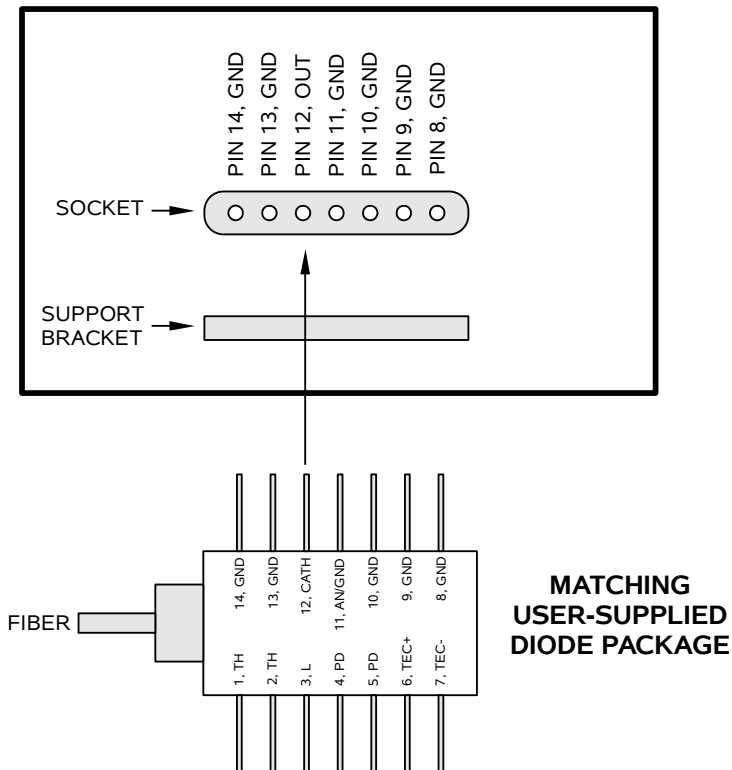 PIN 14, GND
PIN 13, GND
PIN 12, OUT
PIN 11, GND
PIN 10, GND
PIN 9, GND
PIN 8, GND
SOCKET
SUPPORT
BRACKET
14, GND
13, GND
12, CATH
11, AN/GND
10, GND
9, GND
8, GND
FIBER
1, TH
2, TH
3, L
4, PD
5, PD
6, TEC+
7, TEC-
MATCHING
USER-SUPPLIED
DIODE PACKAGE